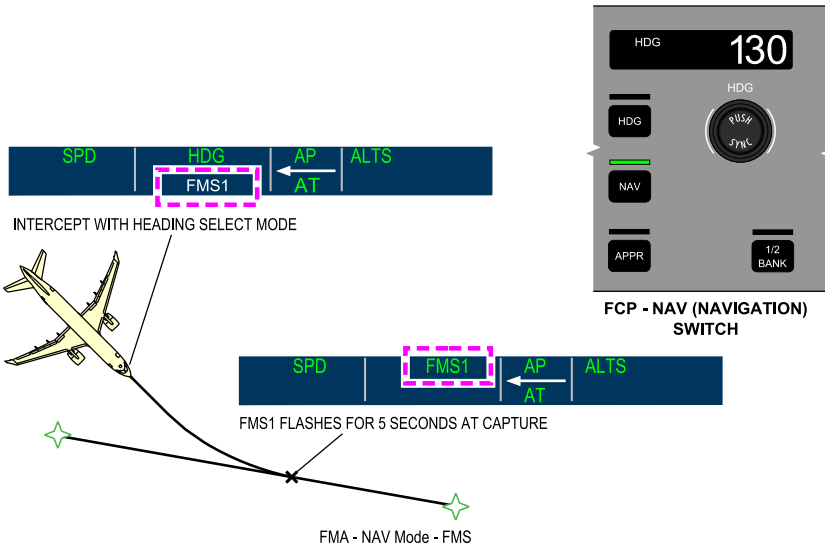 HDG 130
HDG
PUSH
SYNC
HDG
NAV
APPR
1/2
BANK
FCP - NAV (NAVIGATION)
SWITCH
SPD HDG AP ALTS
FMS1 AT
INTERCEPT WITH HEADING SELECT MODE
SPD FMS1 AP ALTS
AT
FMS1 FLASHES FOR 5 SECONDS AT CAPTURE
FMA - NAV Mode - FMS